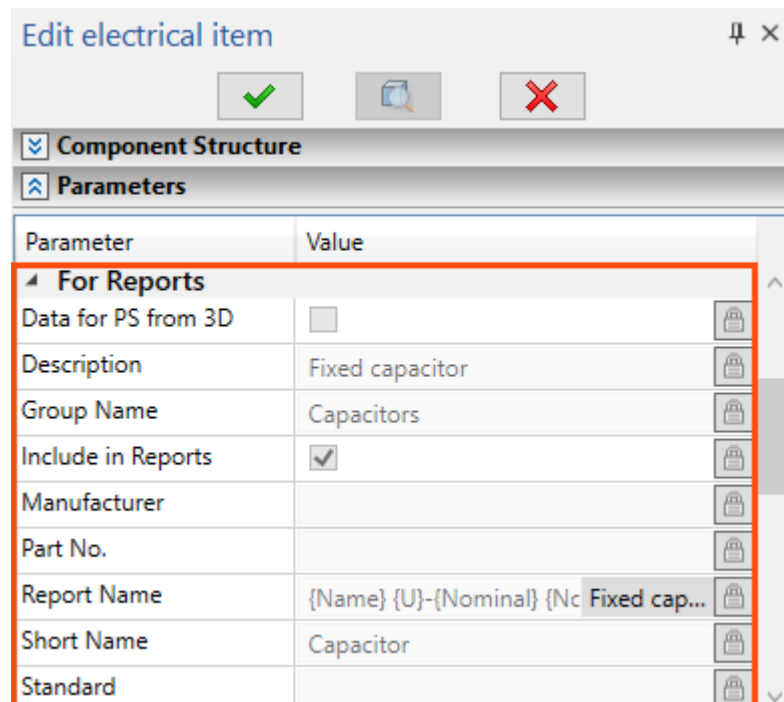 Edit electrical item
Component Structure
Parameters
Parameter Value
For Reports
Data for PS from 3D
Description Fixed capacitor
Group Name Capacitors
Include in Reports
Manufacturer
Part No.
Report Name {Name} {U}-{Nominal} {Nc Fixed cap...
Short Name Capacitor
Standard